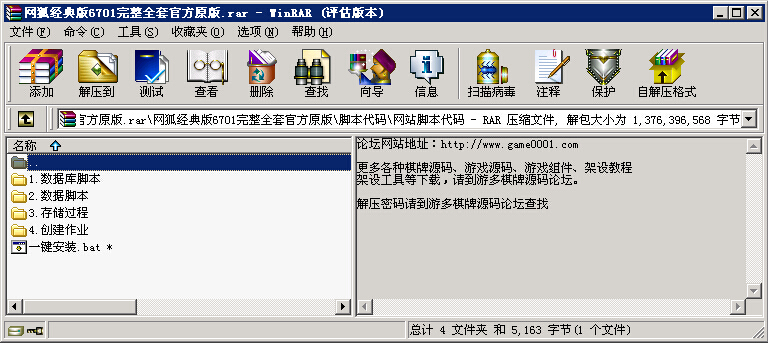 网狐经典版6701完整全套官方原版.rar - WinRAR (评估版本)
文件(F) 命令(C) 工具(S) 收藏夹(O) 选项(N) 帮助(H)
添加 解压到 测试 查看 删除 查找 向导 信息 扫描病毒 注释 保护 自解压格式
官方原版.rar\网狐经典版6701完整全套官方原版\脚本代码\网站脚本代码 - RAR 压缩文件, 解包大小为 1,376,396,568 字节
名称
..
1.数据库脚本
2.数据脚本
3.存储过程
4.创建作业
一键安装.bat *
论坛网站地址：http://www.game0001.com
更多各种棋牌源码、游戏源码、游戏组件、架设教程
架设工具等下载，请到游多棋牌源码论坛。
解压密码请到游多棋牌源码论坛查找
总计 4 文件夹 和 5,163 字节(1 个文件)